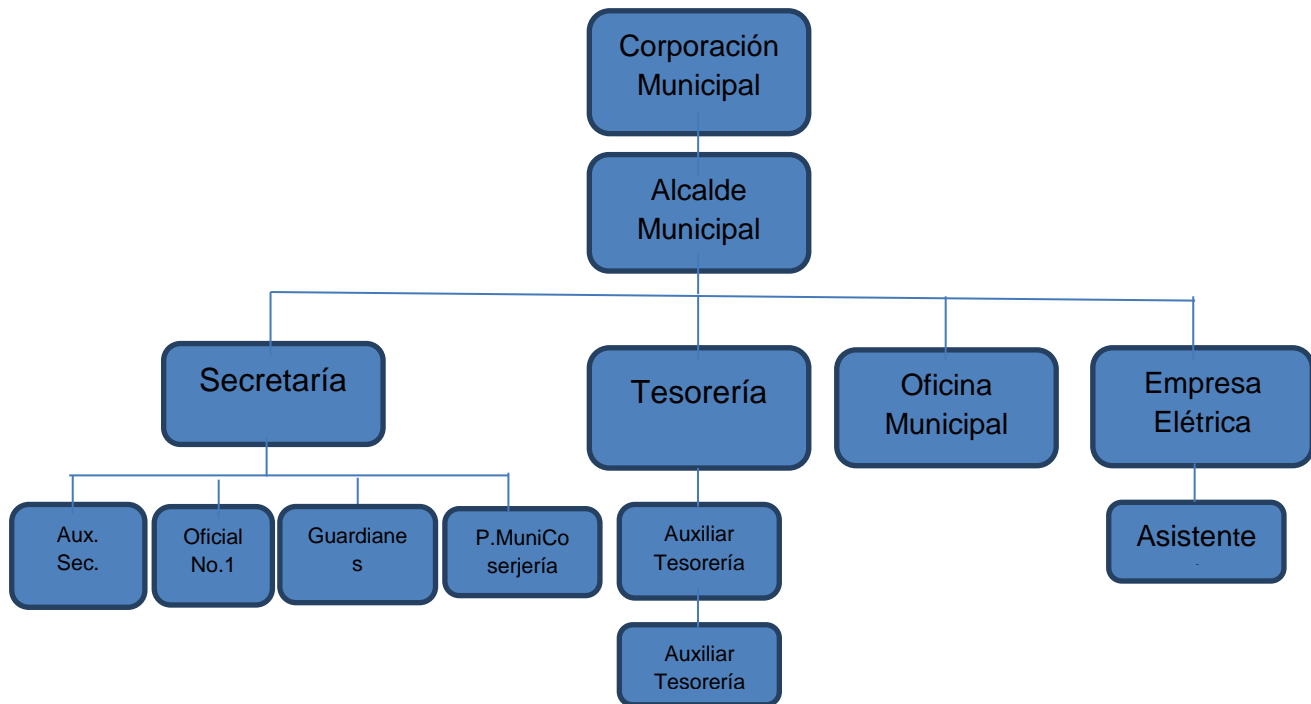 Corporación
Municipal
Alcalde
Municipal
Secretaría
Tesorería
Oficina
Municipal
Empresa
Elétrica
Aux.
Sec.
Oficial
No.1
Guardiane
s
P.MuniCo
serjería
Auxiliar
Tesorería
Asistente
Auxiliar
Tesorería